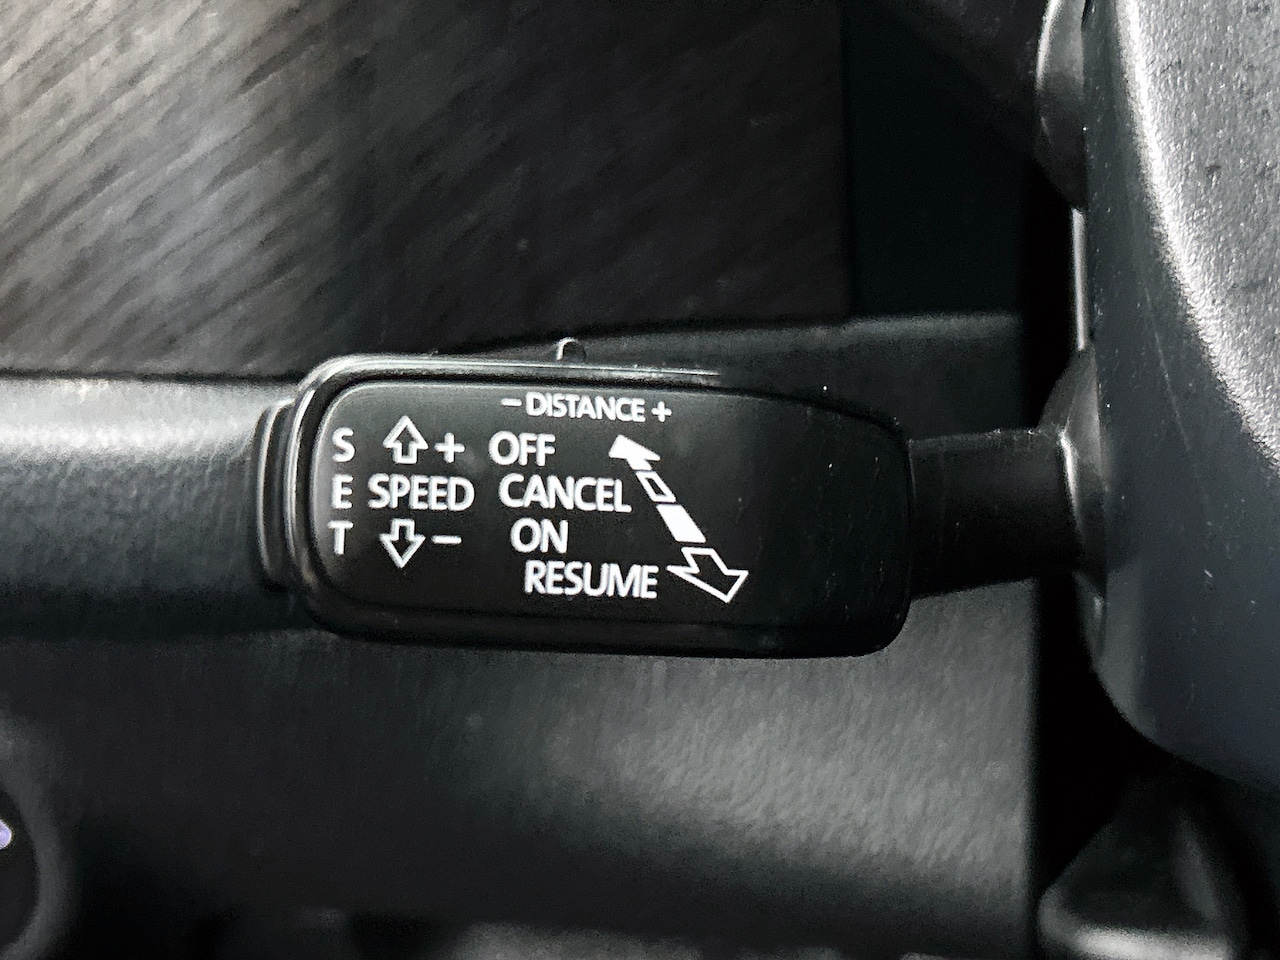 - DISTANCE +
S + OFF
E SPEED CANCEL
T - ON
RESUME